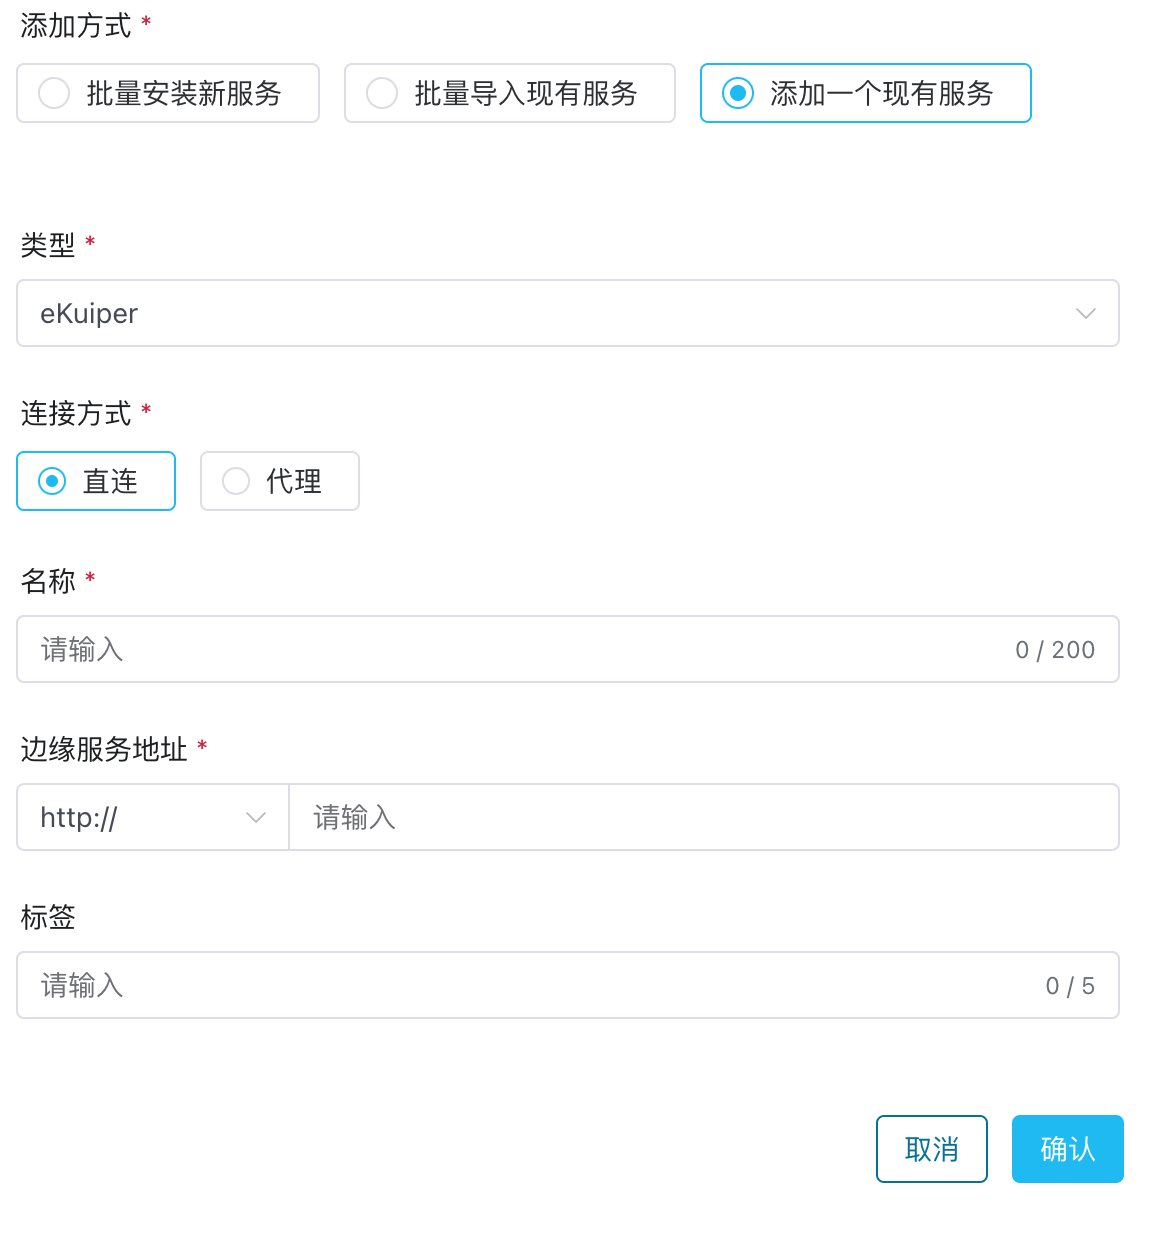 添加方式 *
批量安装新服务 批量导入现有服务 添加一个现有服务
类型 *
eKuiper
连接方式 *
直连 代理
名称 *
请输入 0 / 200
边缘服务地址 *
http:// 请输入
标签
请输入 0 / 5
取消 确认